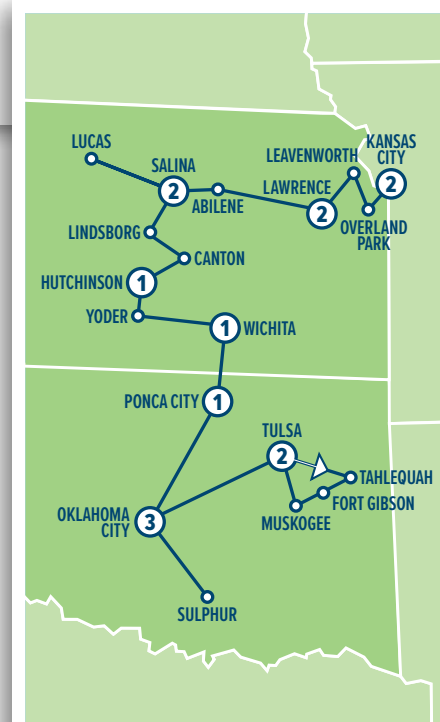 KANSAS
CITY
2
LEAVENWORTH
LUCAS
SALINA
2
ABILENE
LAWRENCE
2
OVERLAND
PARK
LINDSBORG
CANTON
HUTCHINSON
1
YODER
1
WICHITA
PONCA CITY
1
TULSA
2
TAHLEQUAH
FORT GIBSON
MUSKOGEE
OKLAHOMA
CITY
3
SULPHUR